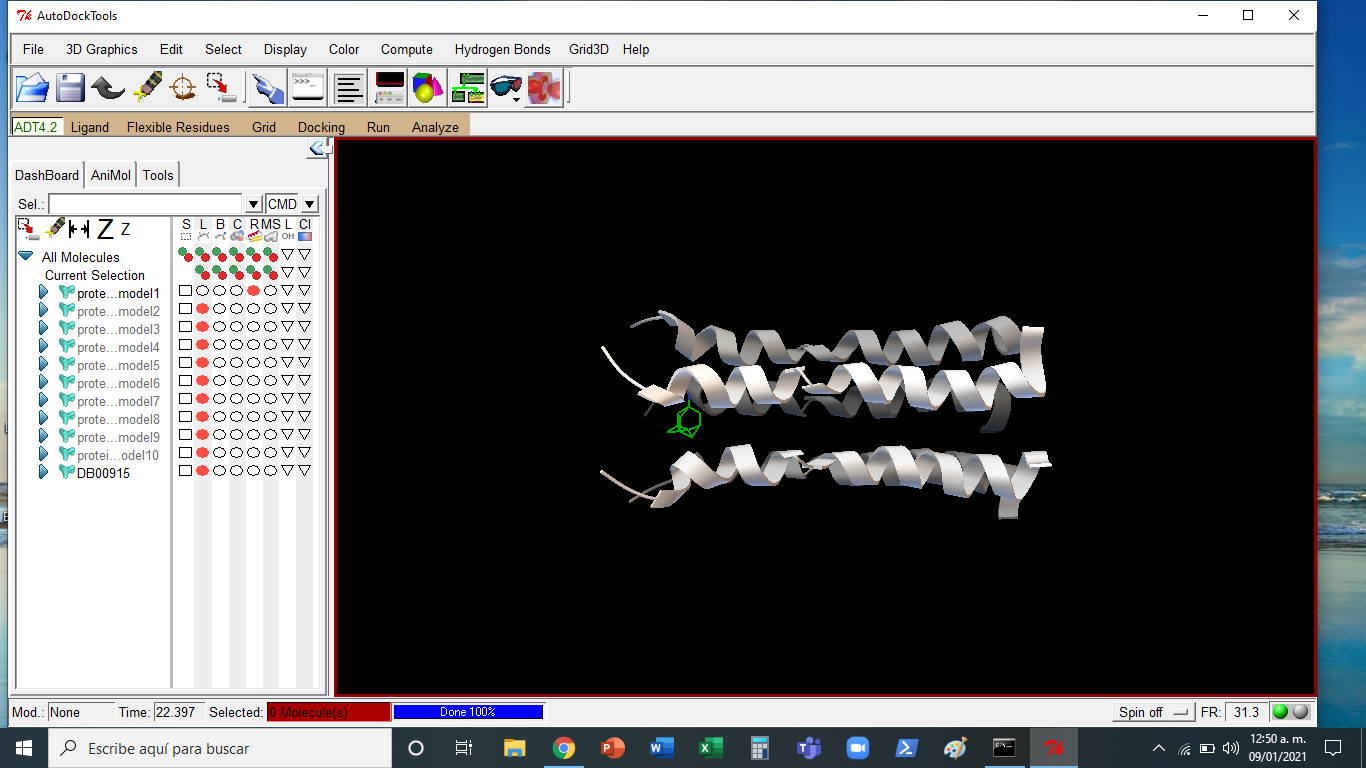 AutoDockTools
File 3D Graphics Edit Select Display Color Compute Hydrogen Bonds Grid3D Help
ADT4.2 Ligand Flexible Residues Grid Docking Run Analyze
DashBoard AniMol Tools
Sel.: CMD
Z Z S L B C R MS L Cl
OH
All Molecules
Current Selection
prote...model1
prote...model2
prote...model3
prote...model4
prote...model5
prote...model6
prote...model7
prote...model8
prote...model9
protei...odel10
DB00915
Mod.: None Time: 22.397 Selected: 0 Molecule(s) Done 100% Spin off FR: 31.3
Escribe aquí para buscar
12:50 a. m.
09/01/2021